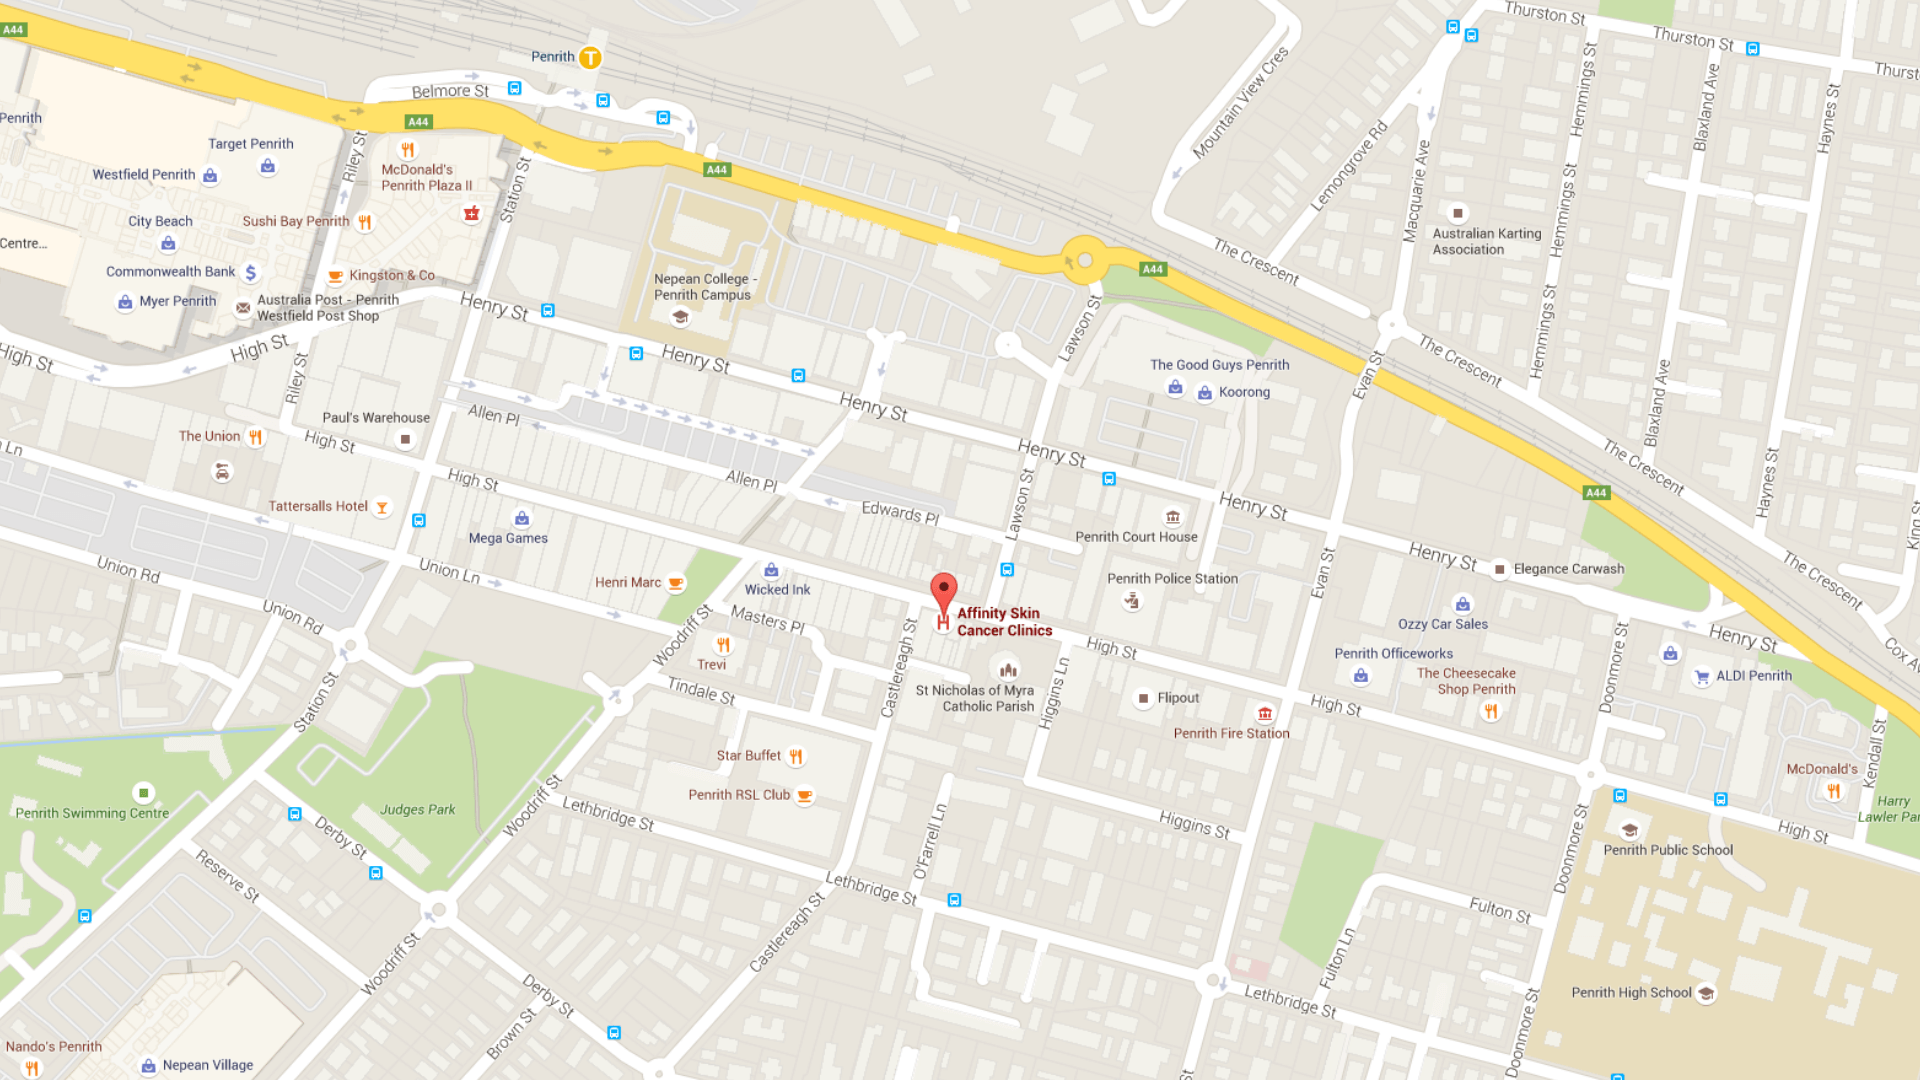 A44
Thurston St
Thurston St
Thurst
Penrith
T
Belmore St
A44
Mountain View Cres
Hemmings St
Blaxland Ave
Haynes St
Penrith
Target Penrith
Riley St
McDonald's
Penrith Plaza II
Station St
A44
Lemongrove Rd
Macquarie Ave
Westfield Penrith
City Beach
Sushi Bay Penrith
Hemmings St
Australian Karting
Association
Centre...
Commonwealth Bank
$
Kingston & Co
Nepean College -
Penrith Campus
A44
The Crescent
Myer Penrith
Australia Post - Penrith
Westfield Post Shop
Henry St
Lawson St
Hemmings St
High St
High St
Riley St
Henry St
The Good Guys Penrith
Koorong
Evan St
The Crescent
Blaxland Ave
Paul's Warehouse
Allen Pl
Henry St
The Union
High St
Henry St
The Crescent
Haynes St
Ln
High St
Allen Pl
Lawson St
A44
Tattersalls Hotel
Mega Games
Edwards Pl
Henry St
King St
Penrith Court House
Henry St
Elegance Carwash
The Crescent
Union Rd
Union Ln
Henri Marc
Wicked Ink
Penrith Police Station
Evan St
Union Rd
Masters Pl
Affinity Skin
Cancer Clinics
H
Ozzy Car Sales
Henry St
Woodriff St
Trevi
Castlereagh St
High St
Penrith Officeworks
Doonmore St
Cox A
Station St
Tindale St
St Nicholas of Myra
Catholic Parish
Higgins Ln
Flipout
The Cheesecake
Shop Penrith
ALDI Penrith
High St
Penrith Fire Station
Kendall St
Star Buffet
McDonald's
Penrith RSL Club
Penrith Swimming Centre
Judges Park
Woodriff St
Lethbridge St
Higgins St
Doonmore St
Harry
Lawler Par
High St
Derby St
O'Farrell Ln
Penrith Public School
Reserve St
Lethbridge St
Fulton St
Castlereagh St
Woodriff St
Fulton Ln
Derby St
Lethbridge St
Penrith High School
Brown St
Doonmore St
Nando's Penrith
Nepean Village
St